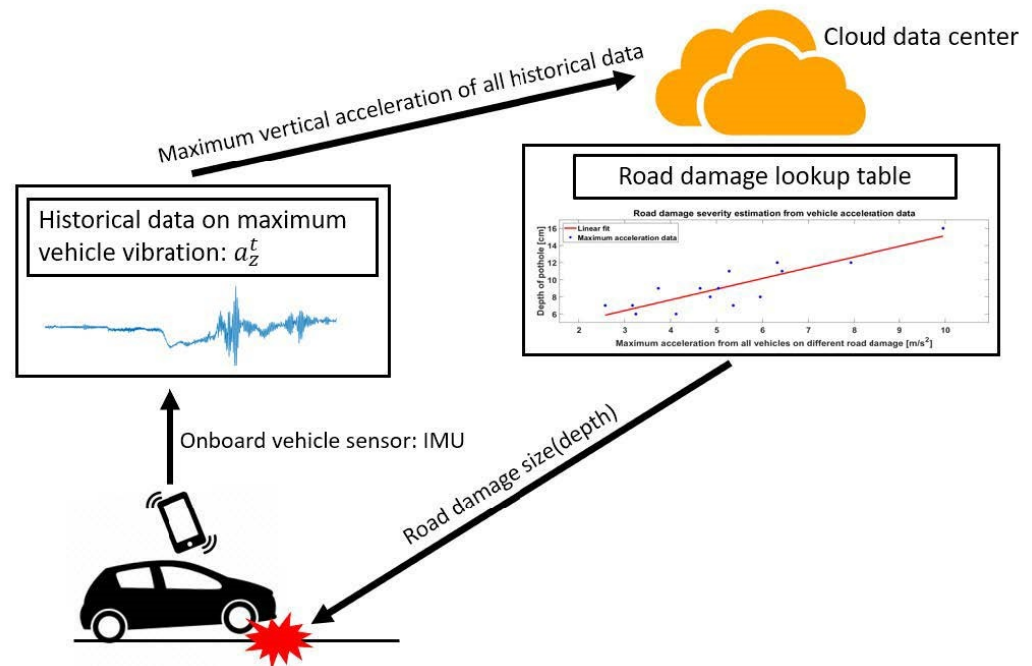 Cloud data center
Maximum vertical acceleration of all historical data
Historical data on maximum
vehicle vibration: a_z^t
Road damage lookup table
Road damage severity estimation from vehicle acceleration data
Linear fit
Maximum acceleration data
Depth of pothole [cm]
16
14
12
10
8
6
2 3 4 5 6 7 8 9 10
Maximum acceleration from all vehicles on different road damage [m/s²]
Onboard vehicle sensor: IMU
Road damage size(depth)